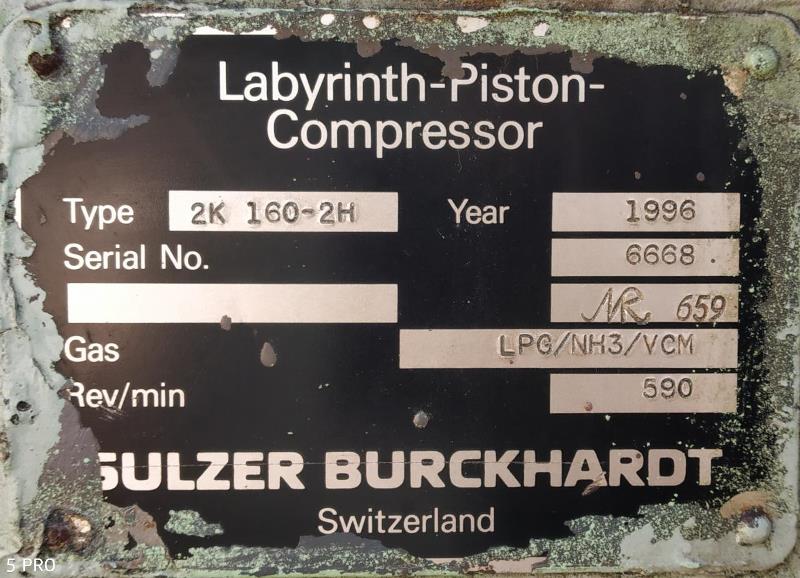 Labyrinth-Piston-
Compressor
Type 2K 160-2H Year 1996
Serial No. 6668
NR 659
Gas LPG/NH3/VCM
Rev/min 590
SULZER BURCKHARDT
Switzerland
5 PRO